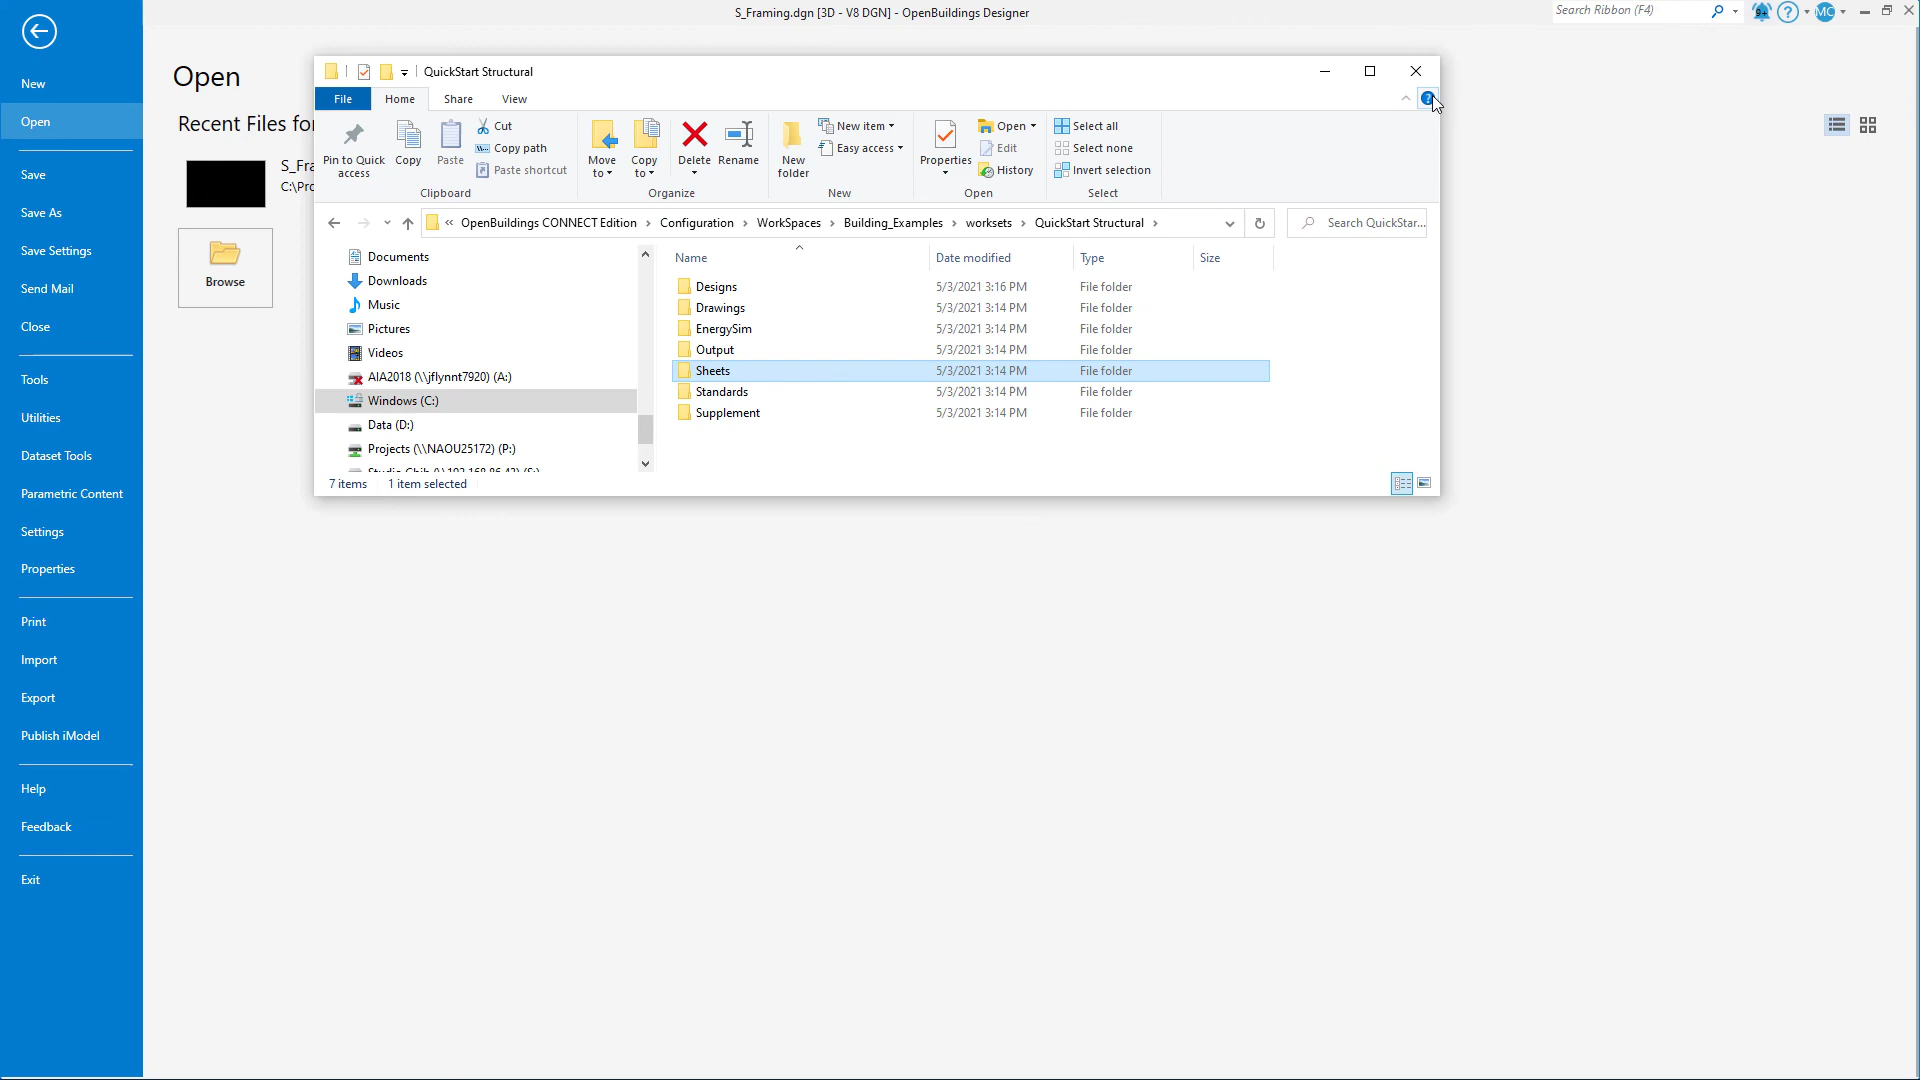 S_Framing.dgn [3D - V8 DGN] - OpenBuildings Designer
Search Ribbon (F4)
9+
?
MC
New
Open
Save
Save As
Save Settings
Send Mail
Close
Tools
Utilities
Dataset Tools
Parametric Content
Settings
Properties
Print
Import
Export
Publish iModel
Help
Feedback
Exit
Open
Recent Files for
S_Fra
C:\Pro
Browse
QuickStart Structural
File Home Share View
Pin to Quick access
Copy
Paste
Cut
Copy path
Paste shortcut
Clipboard
Move to
Copy to
Delete
Rename
Organize
New folder
New item
Easy access
New
Properties
Open
Edit
History
Open
Select all
Select none
Invert selection
Select
« OpenBuildings CONNECT Edition › Configuration › WorkSpaces › Building_Examples › worksets › QuickStart Structural ›
Search QuickStar...
Documents
Downloads
Music
Pictures
Videos
AIA2018 (\\jflynnt7920) (A:)
Windows (C:)
Data (D:)
Projects (\\NAOU25172) (P:)
Name Date modified Type Size
Designs 5/3/2021 3:16 PM File folder
Drawings 5/3/2021 3:14 PM File folder
EnergySim 5/3/2021 3:14 PM File folder
Output 5/3/2021 3:14 PM File folder
Sheets 5/3/2021 3:14 PM File folder
Standards 5/3/2021 3:14 PM File folder
Supplement 5/3/2021 3:14 PM File folder
7 items 1 item selected